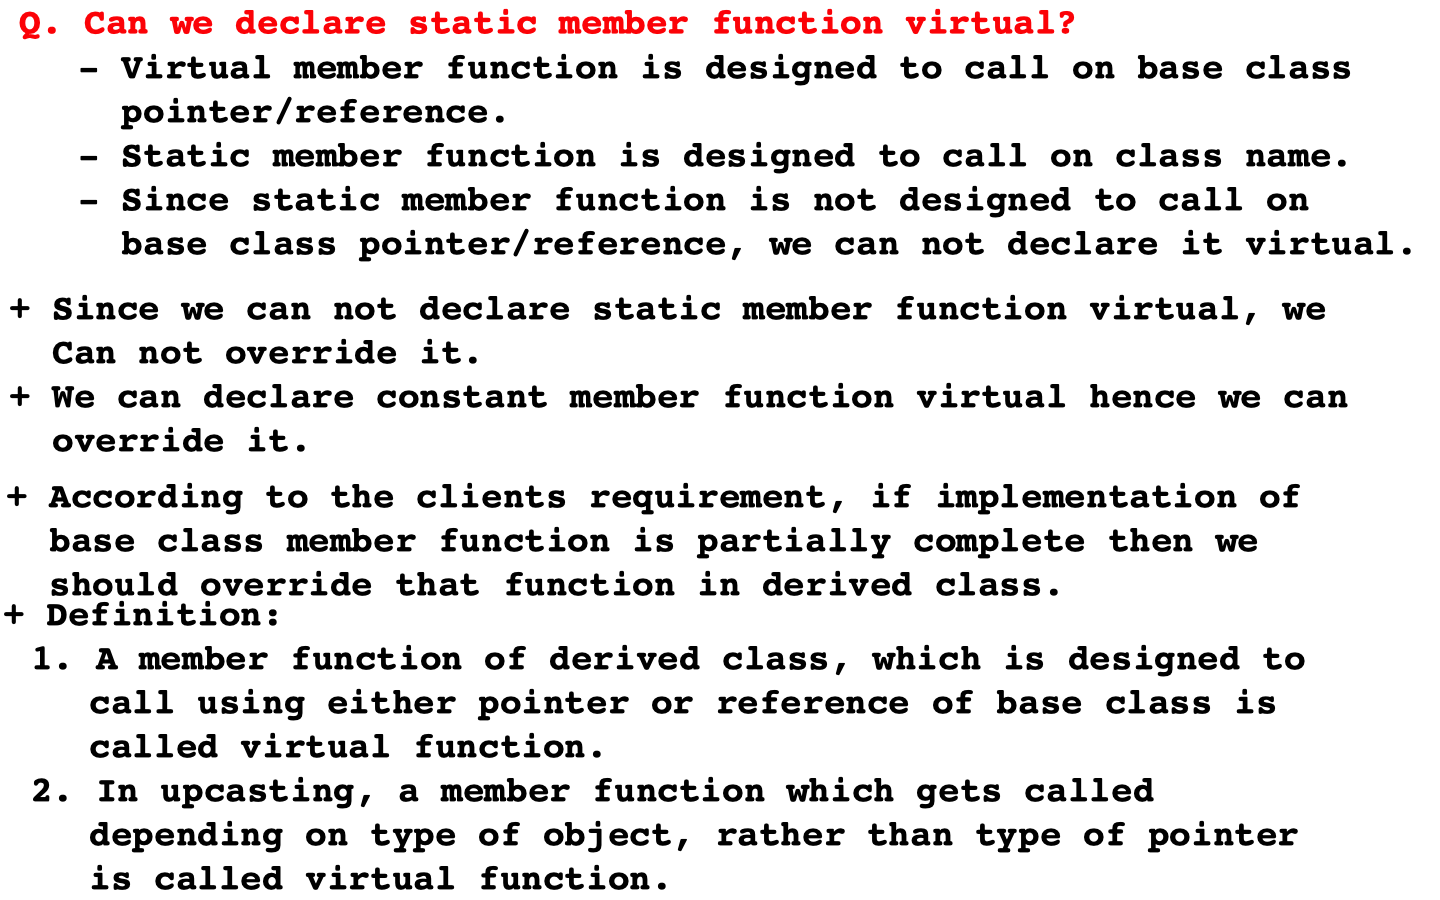 Q. Can we declare static member function virtual?
- Virtual member function is designed to call on base class
pointer/reference.
- Static member function is designed to call on class name.
- Since static member function is not designed to call on
base class pointer/reference, we can not declare it virtual.
+ Since we can not declare static member function virtual, we
Can not override it.
+ We can declare constant member function virtual hence we can
override it.
+ According to the clients requirement, if implementation of
base class member function is partially complete then we
should override that function in derived class.
+ Definition:
1. A member function of derived class, which is designed to
call using either pointer or reference of base class is
called virtual function.
2. In upcasting, a member function which gets called
depending on type of object, rather than type of pointer
is called virtual function.